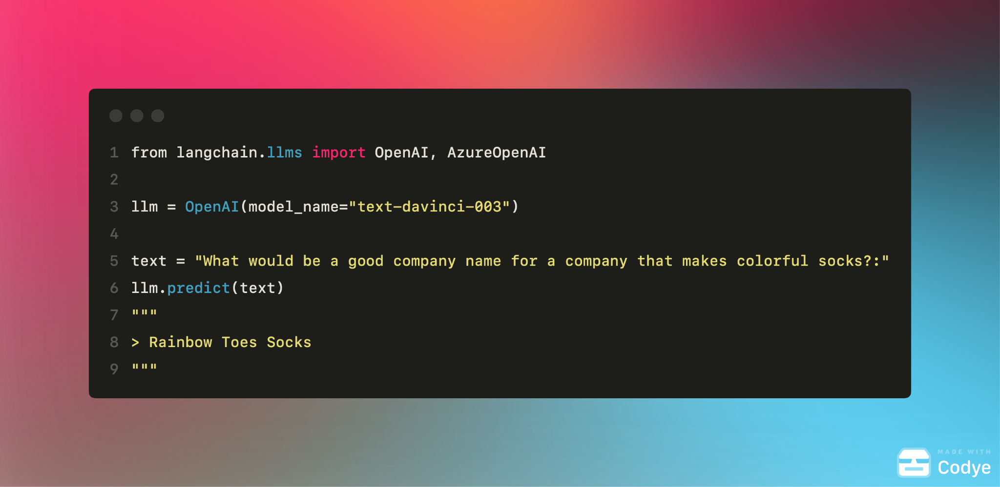 1 from langchain.llms import OpenAI, AzureOpenAI
2
3 llm = OpenAI(model_name="text-davinci-003")
4
5 text = "What would be a good company name for a company that makes colorful socks?:"
6 llm.predict(text)
7 """
8 > Rainbow Toes Socks
9 """
MADE WITH
Codye